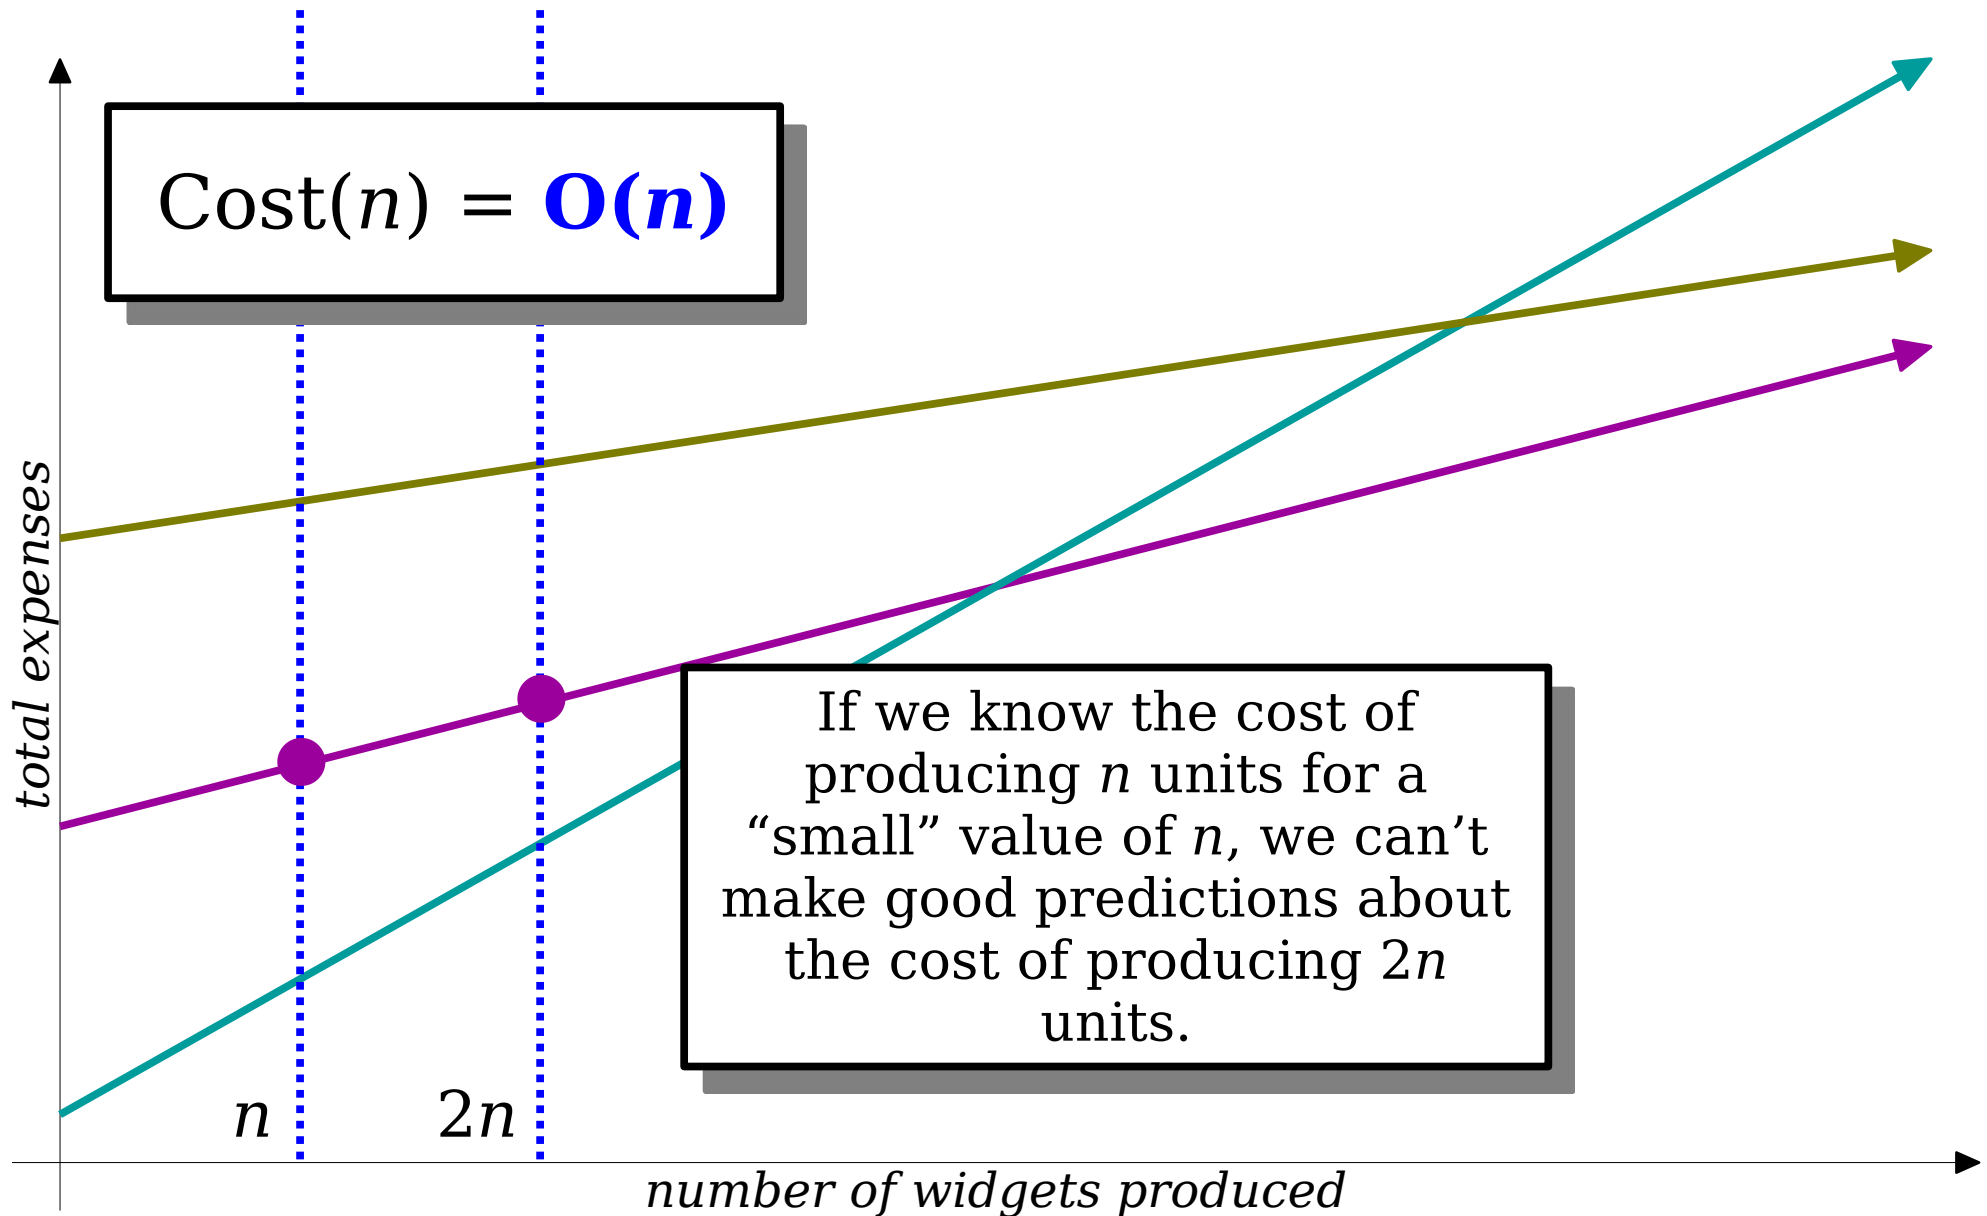 Cost(n) = O(n)
total expenses
If we know the cost of
producing n units for a
“small” value of n, we can’t
make good predictions about
the cost of producing 2n
units.
n
2n
number of widgets produced